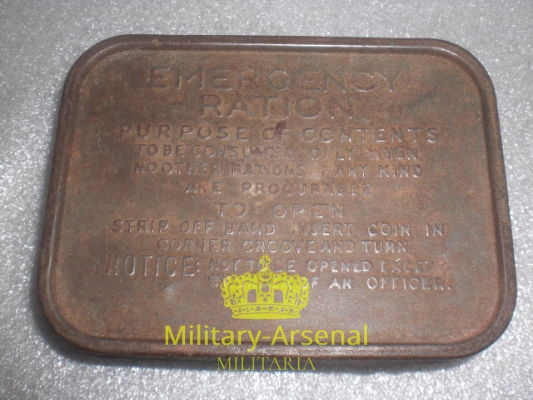 EMERGENCY
RATION
PURPOSE OF CONTENTS
TO BE CONSUMED ONLY WHEN
NO OTHER RATIONS ANY KIND
ARE PROCURABLE
TO OPEN
STRIP OFF BAND INSERT COIN IN
CORNER GROOVE AND TURN
NOTICE: NOT TO BE OPENED EXCEPT
OF AN OFFICER.
Military-Arsenal
MILITARIA